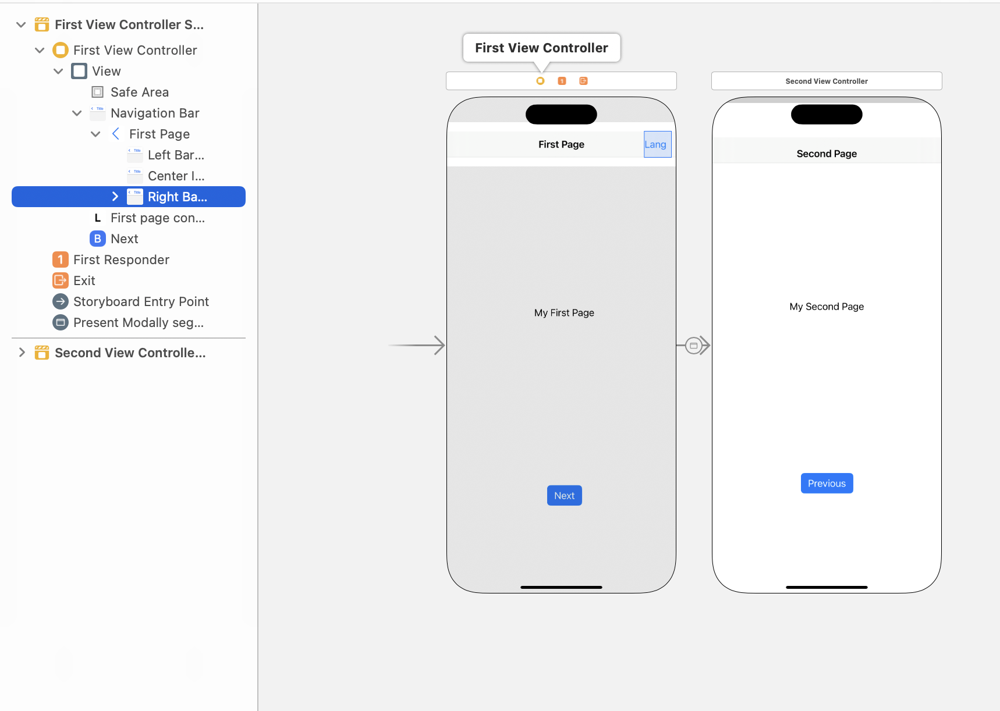 First View Controller S...
First View Controller
View
Safe Area
Navigation Bar
First Page
Left Bar...
Center I...
Right Ba...
L First page con...
B Next
1 First Responder
Exit
Storyboard Entry Point
Present Modally seg...
Second View Controlle...
First View Controller
1
First Page
Lang
My First Page
Next
Second View Controller
Second Page
My Second Page
Previous